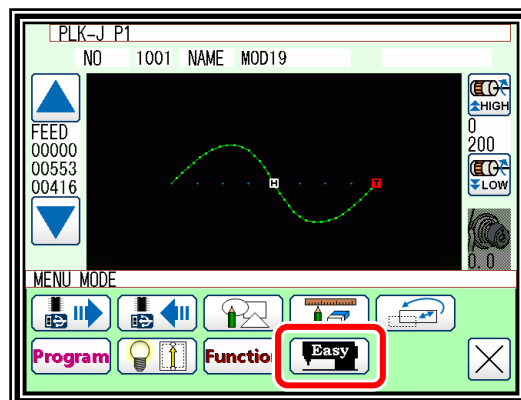 PLK-J P1
NO 1001 NAME MOD19
HIGH
FEED
00000
00553
00416
0
200
LOW
H
T
0.0
MENU MODE
Program
Functio
Easy